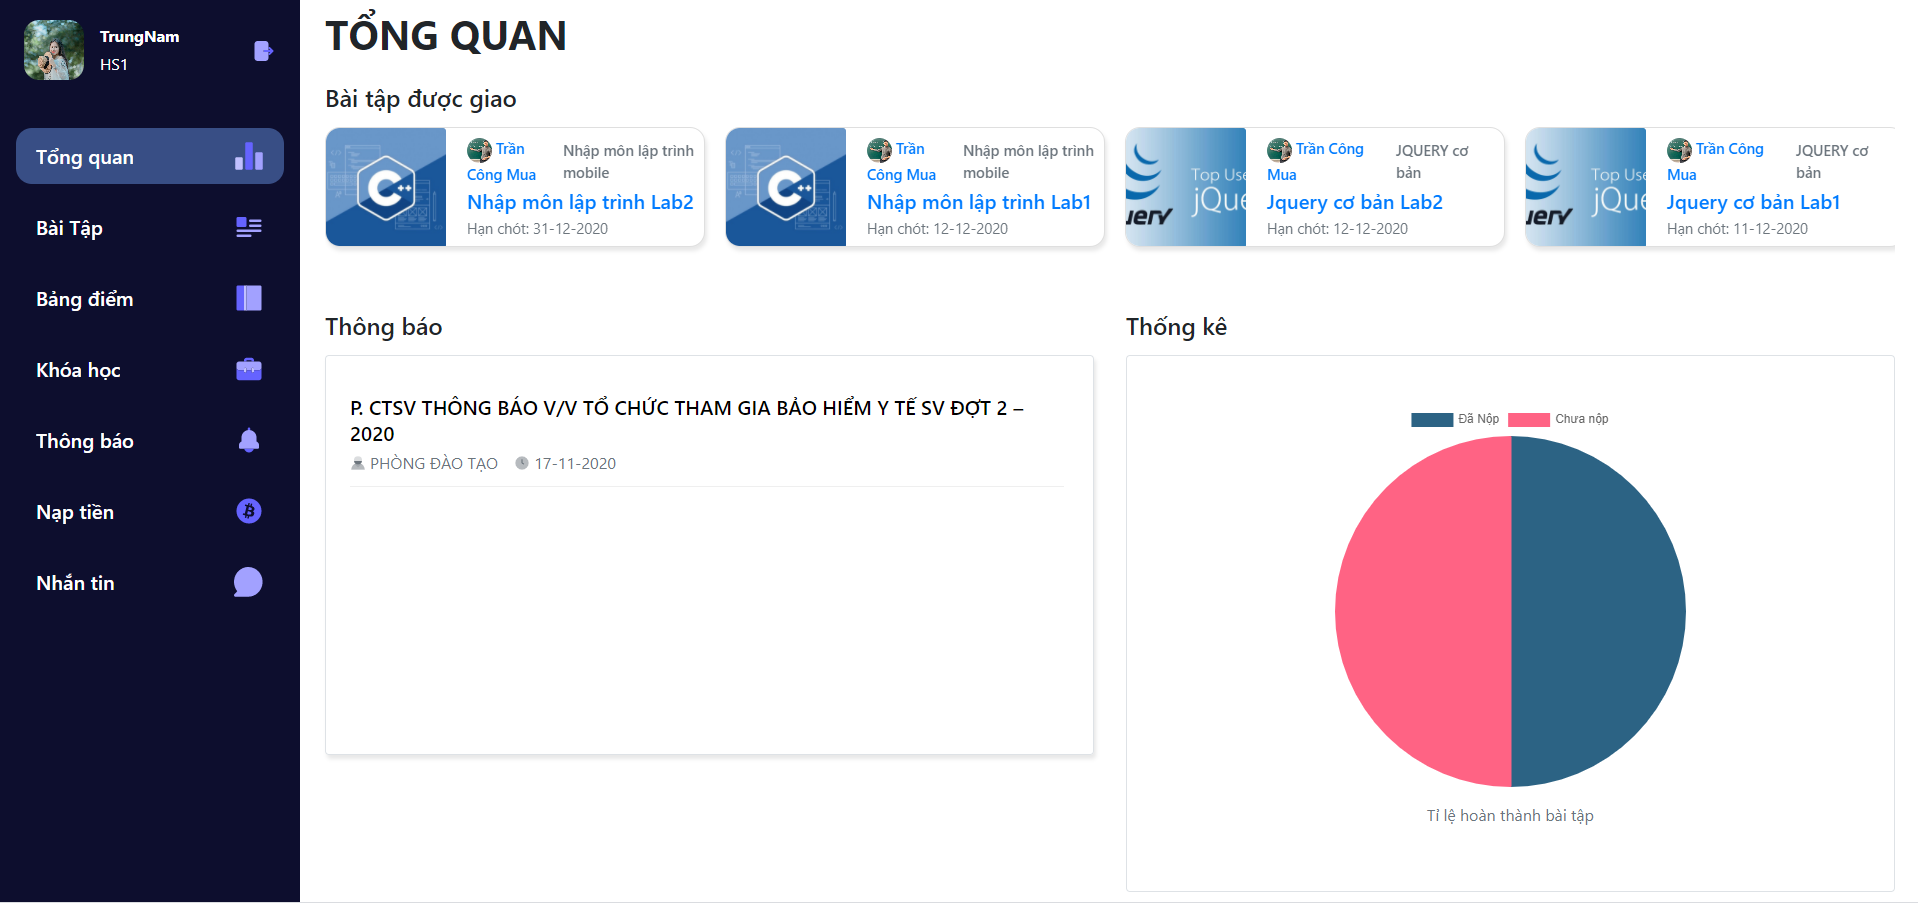 TrungNam
HS1
Tổng quan
Bài Tập
Bảng điểm
Khóa học
Thông báo
Nạp tiền
Nhắn tin
TỔNG QUAN
Bài tập được giao
C++
Trần
Công Mua
Nhập môn lập trình
mobile
Nhập môn lập trình Lab2
Hạn chót: 31-12-2020
C++
Trần
Công Mua
Nhập môn lập trình
mobile
Nhập môn lập trình Lab1
Hạn chót: 12-12-2020
Top Use
jQue
uery
Trần Công
Mua
JQUERY cơ
bản
Jquery cơ bản Lab2
Hạn chót: 12-12-2020
Top Use
jQue
uery
Trần Công
Mua
JQUERY cơ
bản
Jquery cơ bản Lab1
Hạn chót: 11-12-2020
Thông báo
P. CTSV THÔNG BÁO V/V TỔ CHỨC THAM GIA BẢO HIỂM Y TẾ SV ĐỢT 2 –
2020
PHÒNG ĐÀO TẠO 17-11-2020
Thống kê
Đã Nộp Chưa nộp
Tỉ lệ hoàn thành bài tập